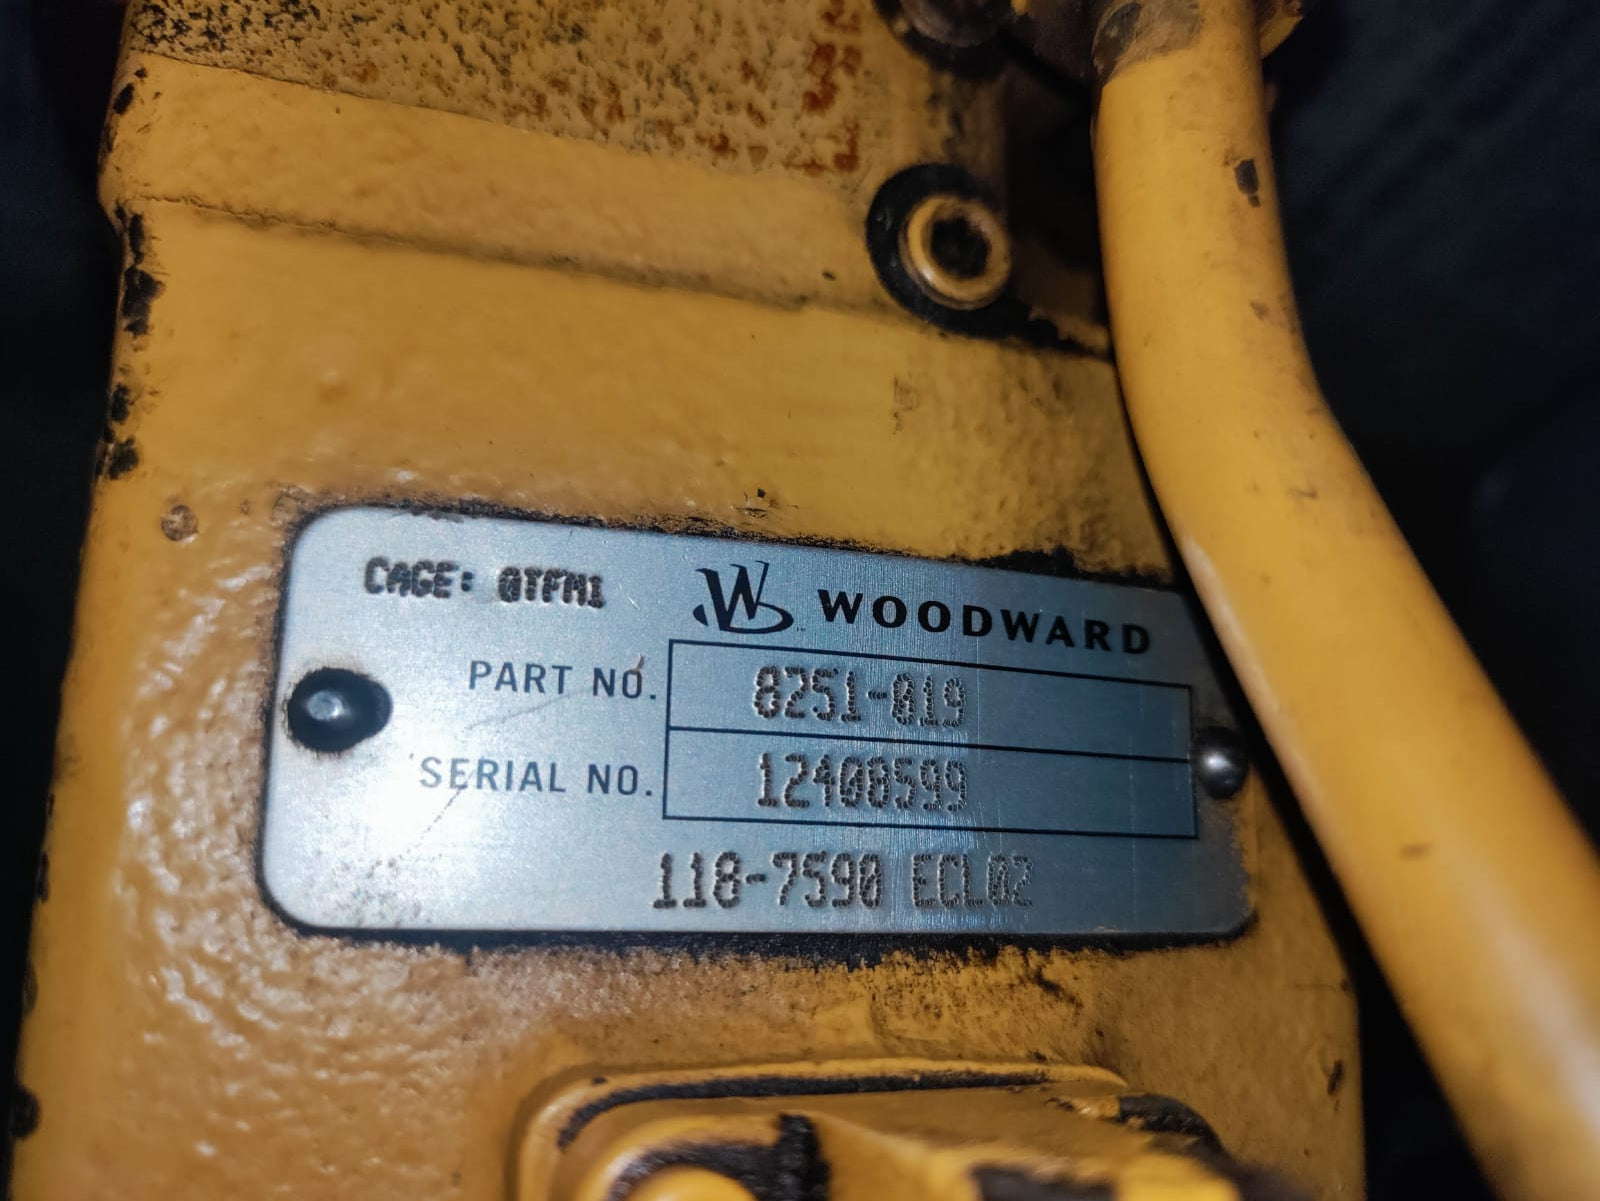 CAGE: 0TFM1
WOODWARD
PART NO. 8251-019
SERIAL NO. 12408599
118-7590 ECL02